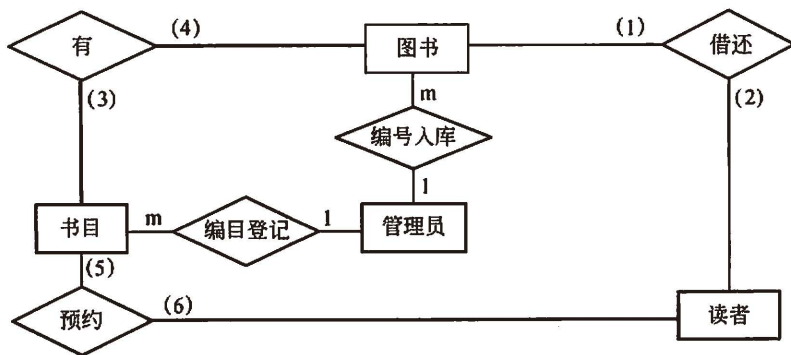 有
(4)
图书
(1)
借还
(3)
m
(2)
编号入库
1
书目
m
编目登记
1
管理员
(5)
预约
(6)
读者